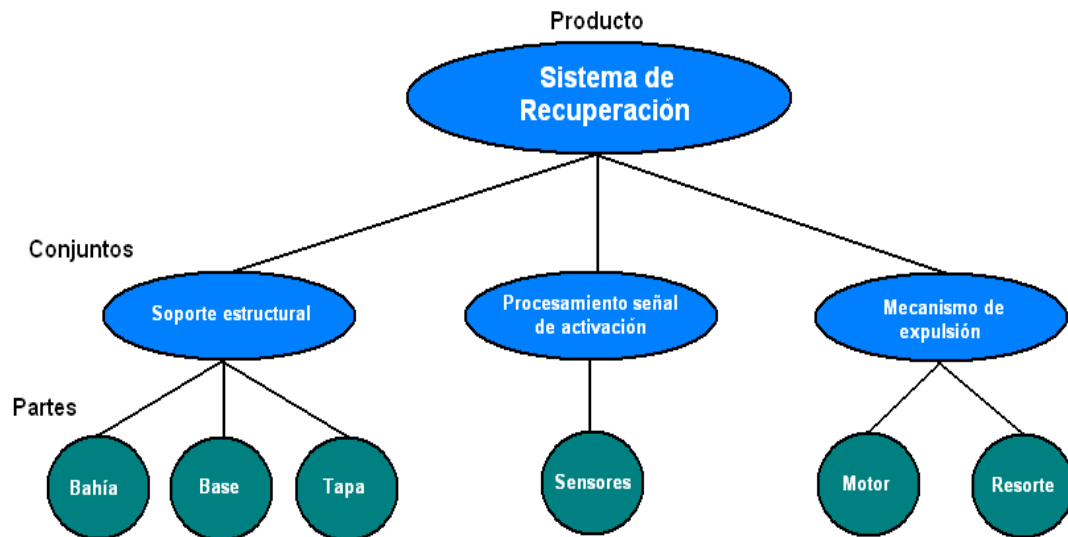 Producto
Sistema de
Recuperación
Conjuntos
Soporte estructural
Procesamiento señal
de activación
Mecanismo de
expulsión
Partes
Bahía
Base
Tapa
Sensores
Motor
Resorte